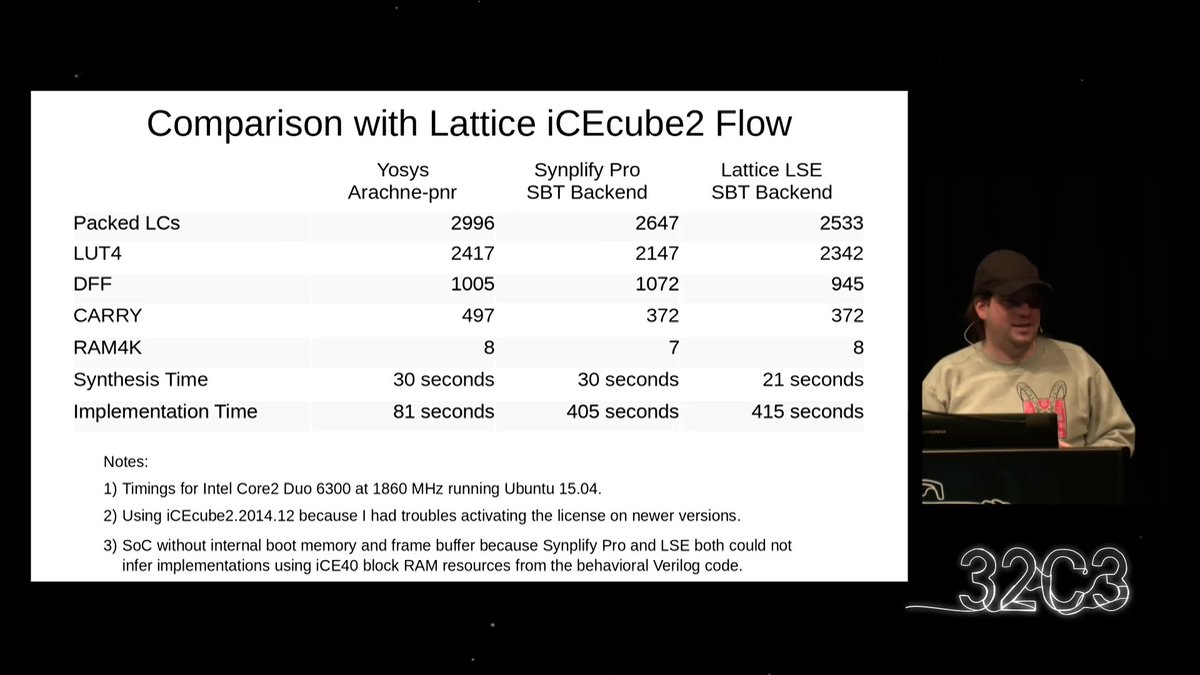 Comparison with Lattice iCEcube2 Flow
Yosys Synplify Pro Lattice LSE
Arachne-pnr SBT Backend SBT Backend
Packed LCs 2996 2647 2533
LUT4 2417 2147 2342
DFF 1005 1072 945
CARRY 497 372 372
RAM4K 8 7 8
Synthesis Time 30 seconds 30 seconds 21 seconds
Implementation Time 81 seconds 405 seconds 415 seconds
Notes:
1) Timings for Intel Core2 Duo 6300 at 1860 MHz running Ubuntu 15.04.
2) Using iCEcube2.2014.12 because I had troubles activating the license on newer versions.
3) SoC without internal boot memory and frame buffer because Synplify Pro and LSE both could not
infer implementations using iCE40 block RAM resources from the behavioral Verilog code.
32C3